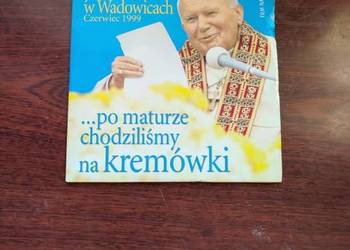 w Wadowicach
Czerwiec 1999
...po maturze
chodziliśmy
na kremówki